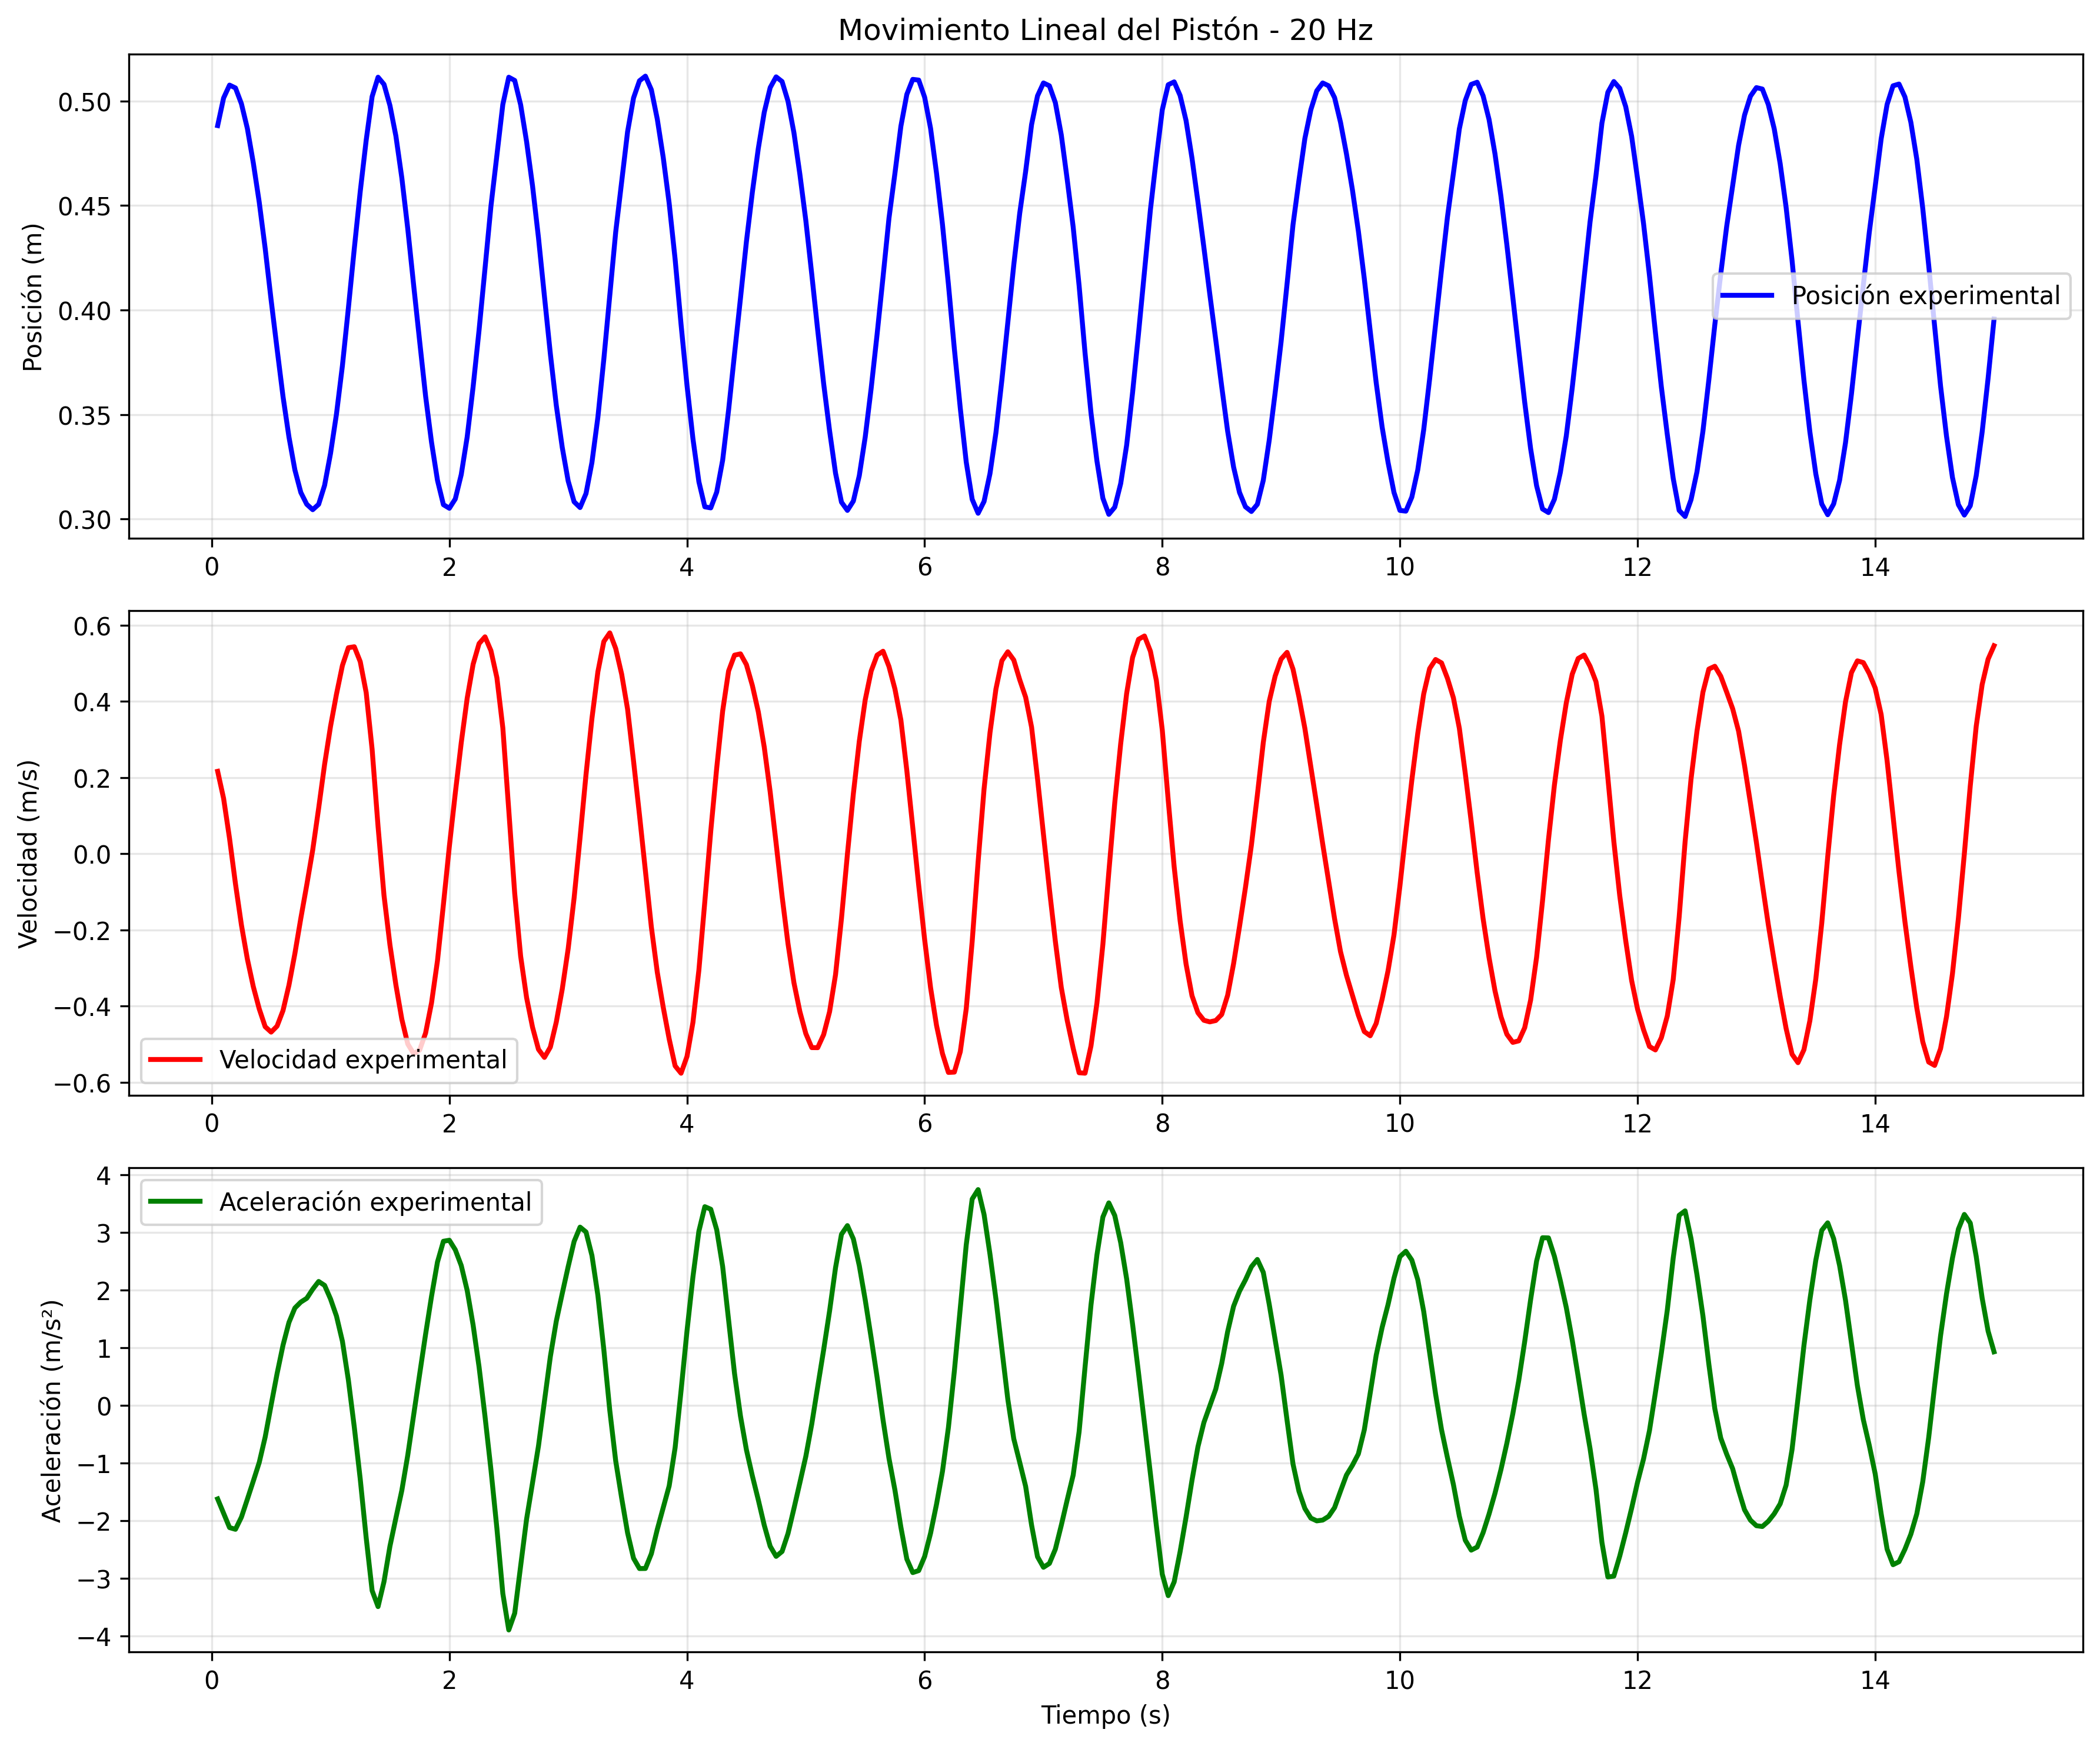 Movimiento Lineal del Pistón - 20 Hz
Posición (m)
0.50
0.45
0.40
0.35
0.30
Posición experimental
0 2 4 6 8 10 12 14
Velocidad (m/s)
0.6
0.4
0.2
0.0
−0.2
−0.4
−0.6
Velocidad experimental
0 2 4 6 8 10 12 14
Aceleración (m/s²)
4
3
2
1
0
−1
−2
−3
−4
Aceleración experimental
0 2 4 6 8 10 12 14
Tiempo (s)